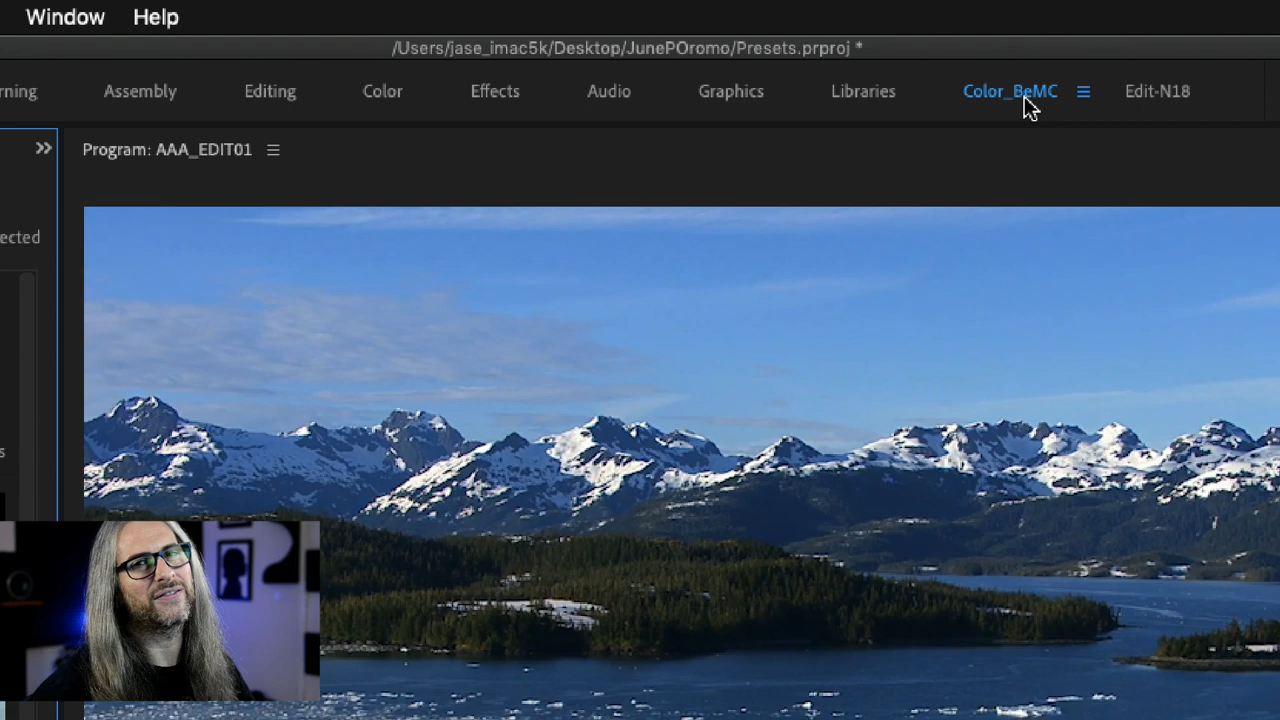 Window Help
/Users/jase_imac5k/Desktop/JunePOromo/Presets.prproj *
rning Assembly Editing Color Effects Audio Graphics Libraries Color_BeMC Edit-N18
Program: AAA_EDIT01
ected
s